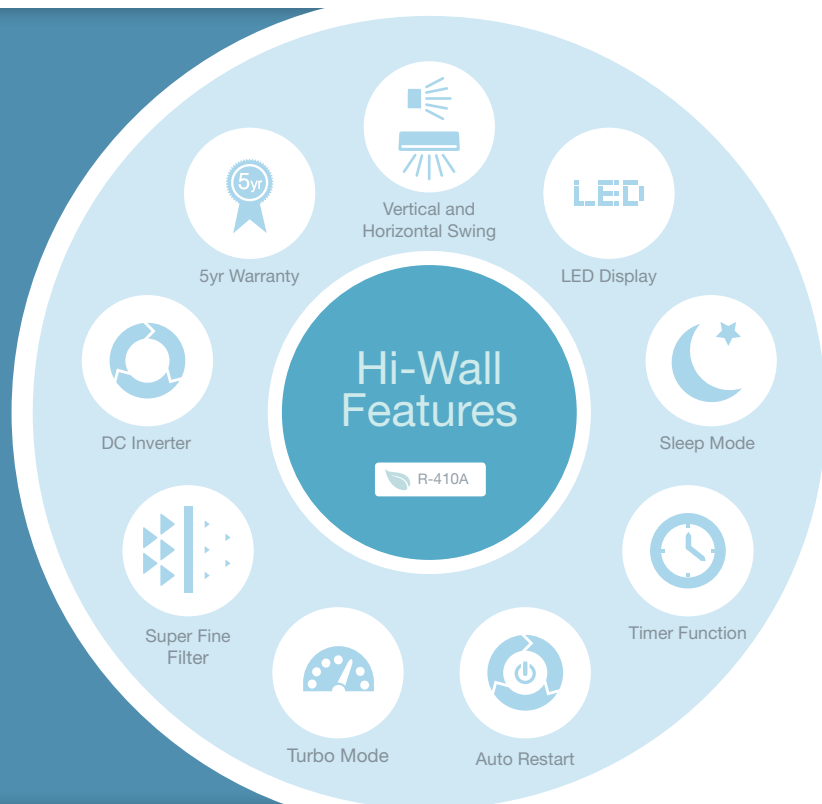 Vertical and
Horizontal Swing
LED
LED Display
Sleep Mode
Timer Function
Auto Restart
Turbo Mode
Super Fine
Filter
DC Inverter
5yr
5yr Warranty
Hi-Wall
Features
R-410A